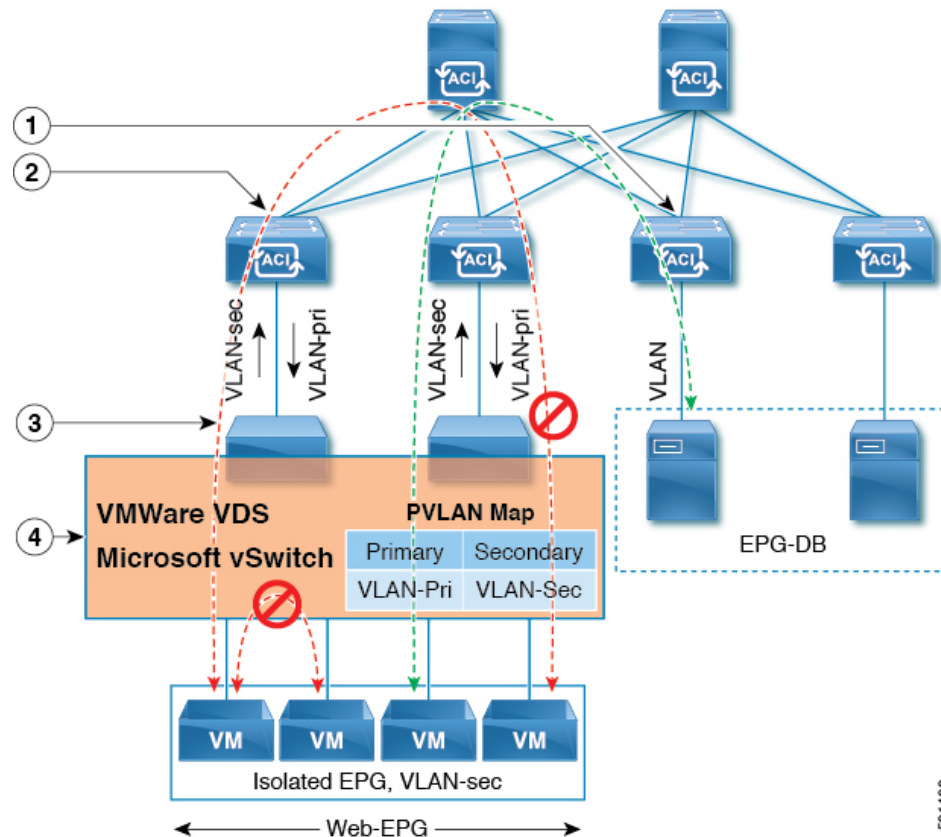 ACI
ACI
1
2
ACI
ACI
ACI
ACI
VLAN-sec
VLAN-pri
VLAN-sec
VLAN-pri
VLAN
3
4
VMWare VDS
Microsoft vSwitch
PVLAN Map
Primary
Secondary
VLAN-Pri
VLAN-Sec
EPG-DB
VM
VM
VM
VM
Isolated EPG, VLAN-sec
Web-EPG